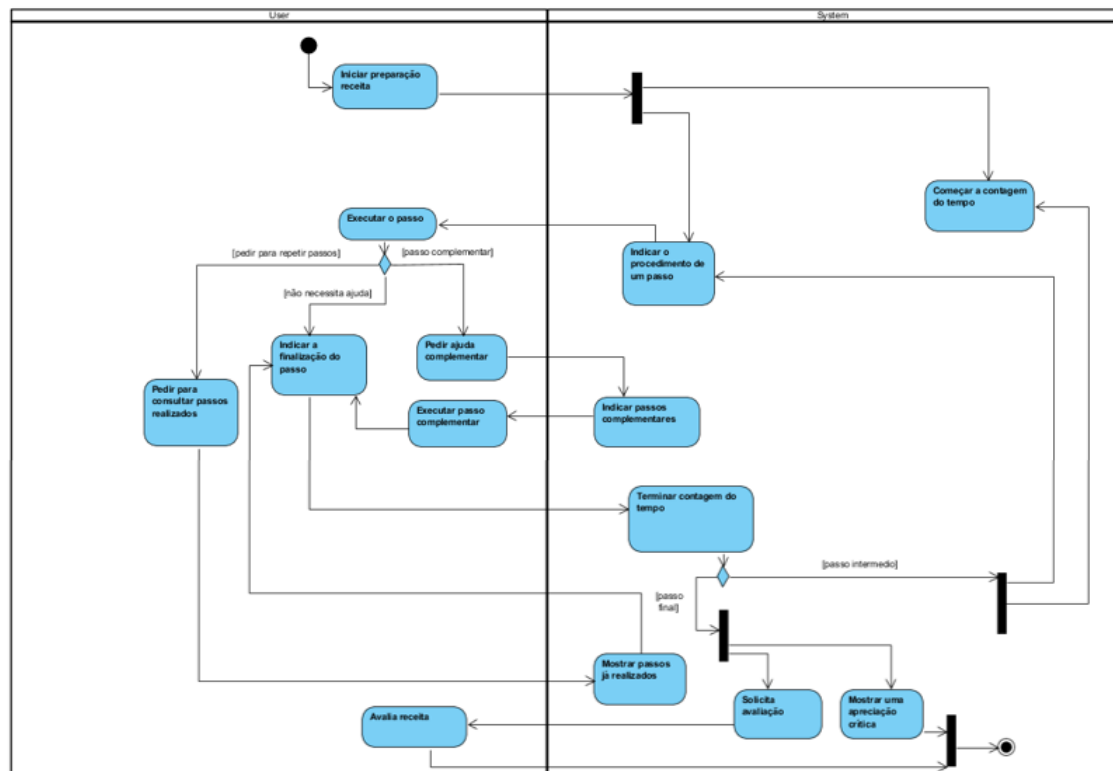 User
System
Iniciar preparação
receita
Começar a contagem
do tempo
Executar o passo
[pedir para repetir passos]
[passo complementar]
Indicar o
procedimento de
um passo
[não necessita ajuda]
Indicar a
finalização do
passo
Pedir ajuda
complementar
Pedir para
consultar passos
realizados
Executar passo
complementar
Indicar passos
complementares
Terminar contagem do
tempo
[passo intermedio]
[passo
final]
Mostrar passos
já realizados
Solicita
avaliação
Mostrar uma
apreciação
critica
Avalia receita